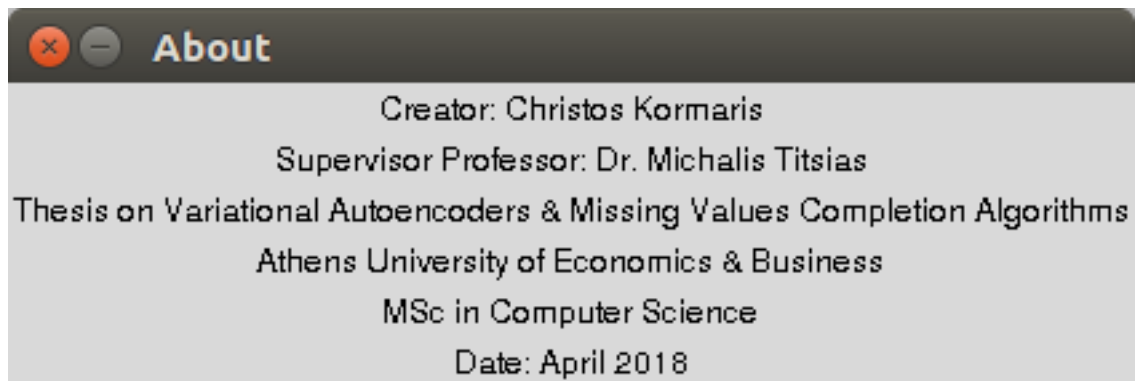 About
Creator: Christos Kormaris
Supervisor Professor: Dr. Michalis Titsias
Thesis on Variational Autoencoders & Missing Values Completion Algorithms
Athens University of Economics & Business
MSc in Computer Science
Date: April 2018